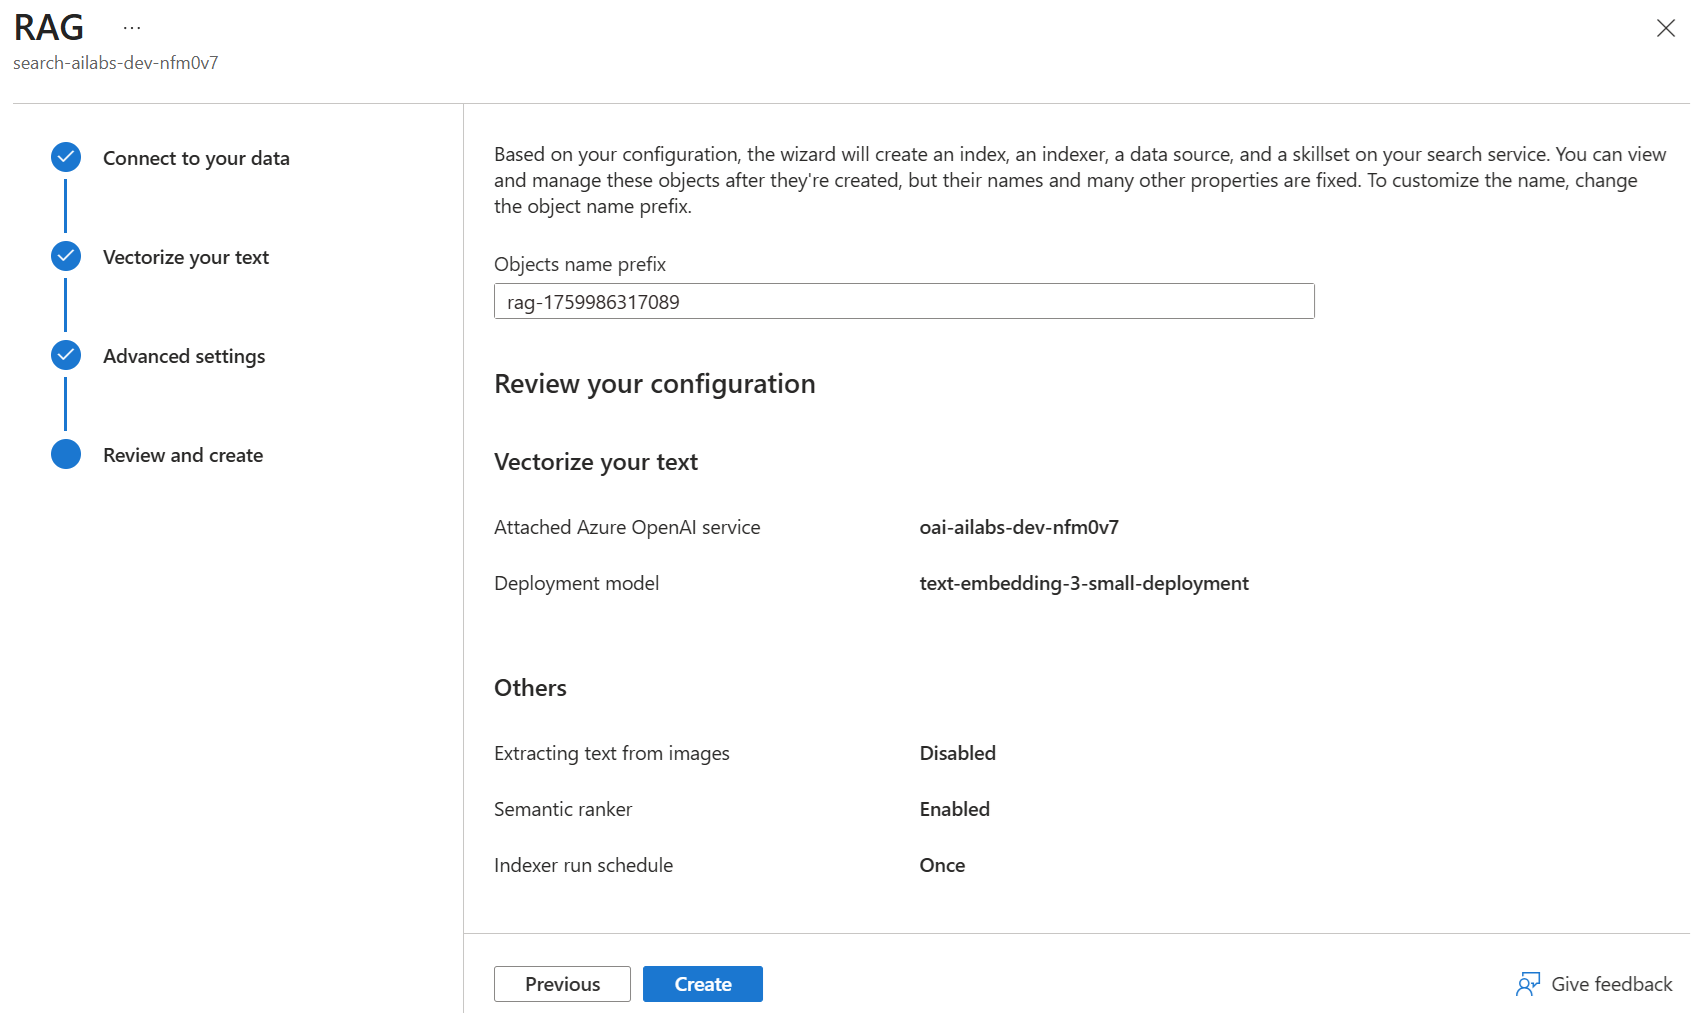 RAG ...
search-ailabs-dev-nfm0v7
Connect to your data
Vectorize your text
Advanced settings
Review and create
Based on your configuration, the wizard will create an index, an indexer, a data source, and a skillset on your search service. You can view
and manage these objects after they're created, but their names and many other properties are fixed. To customize the name, change
the object name prefix.
Objects name prefix
rag-1759986317089
Review your configuration
Vectorize your text
Attached Azure OpenAI service oai-ailabs-dev-nfm0v7
Deployment model text-embedding-3-small-deployment
Others
Extracting text from images Disabled
Semantic ranker Enabled
Indexer run schedule Once
Previous Create Give feedback